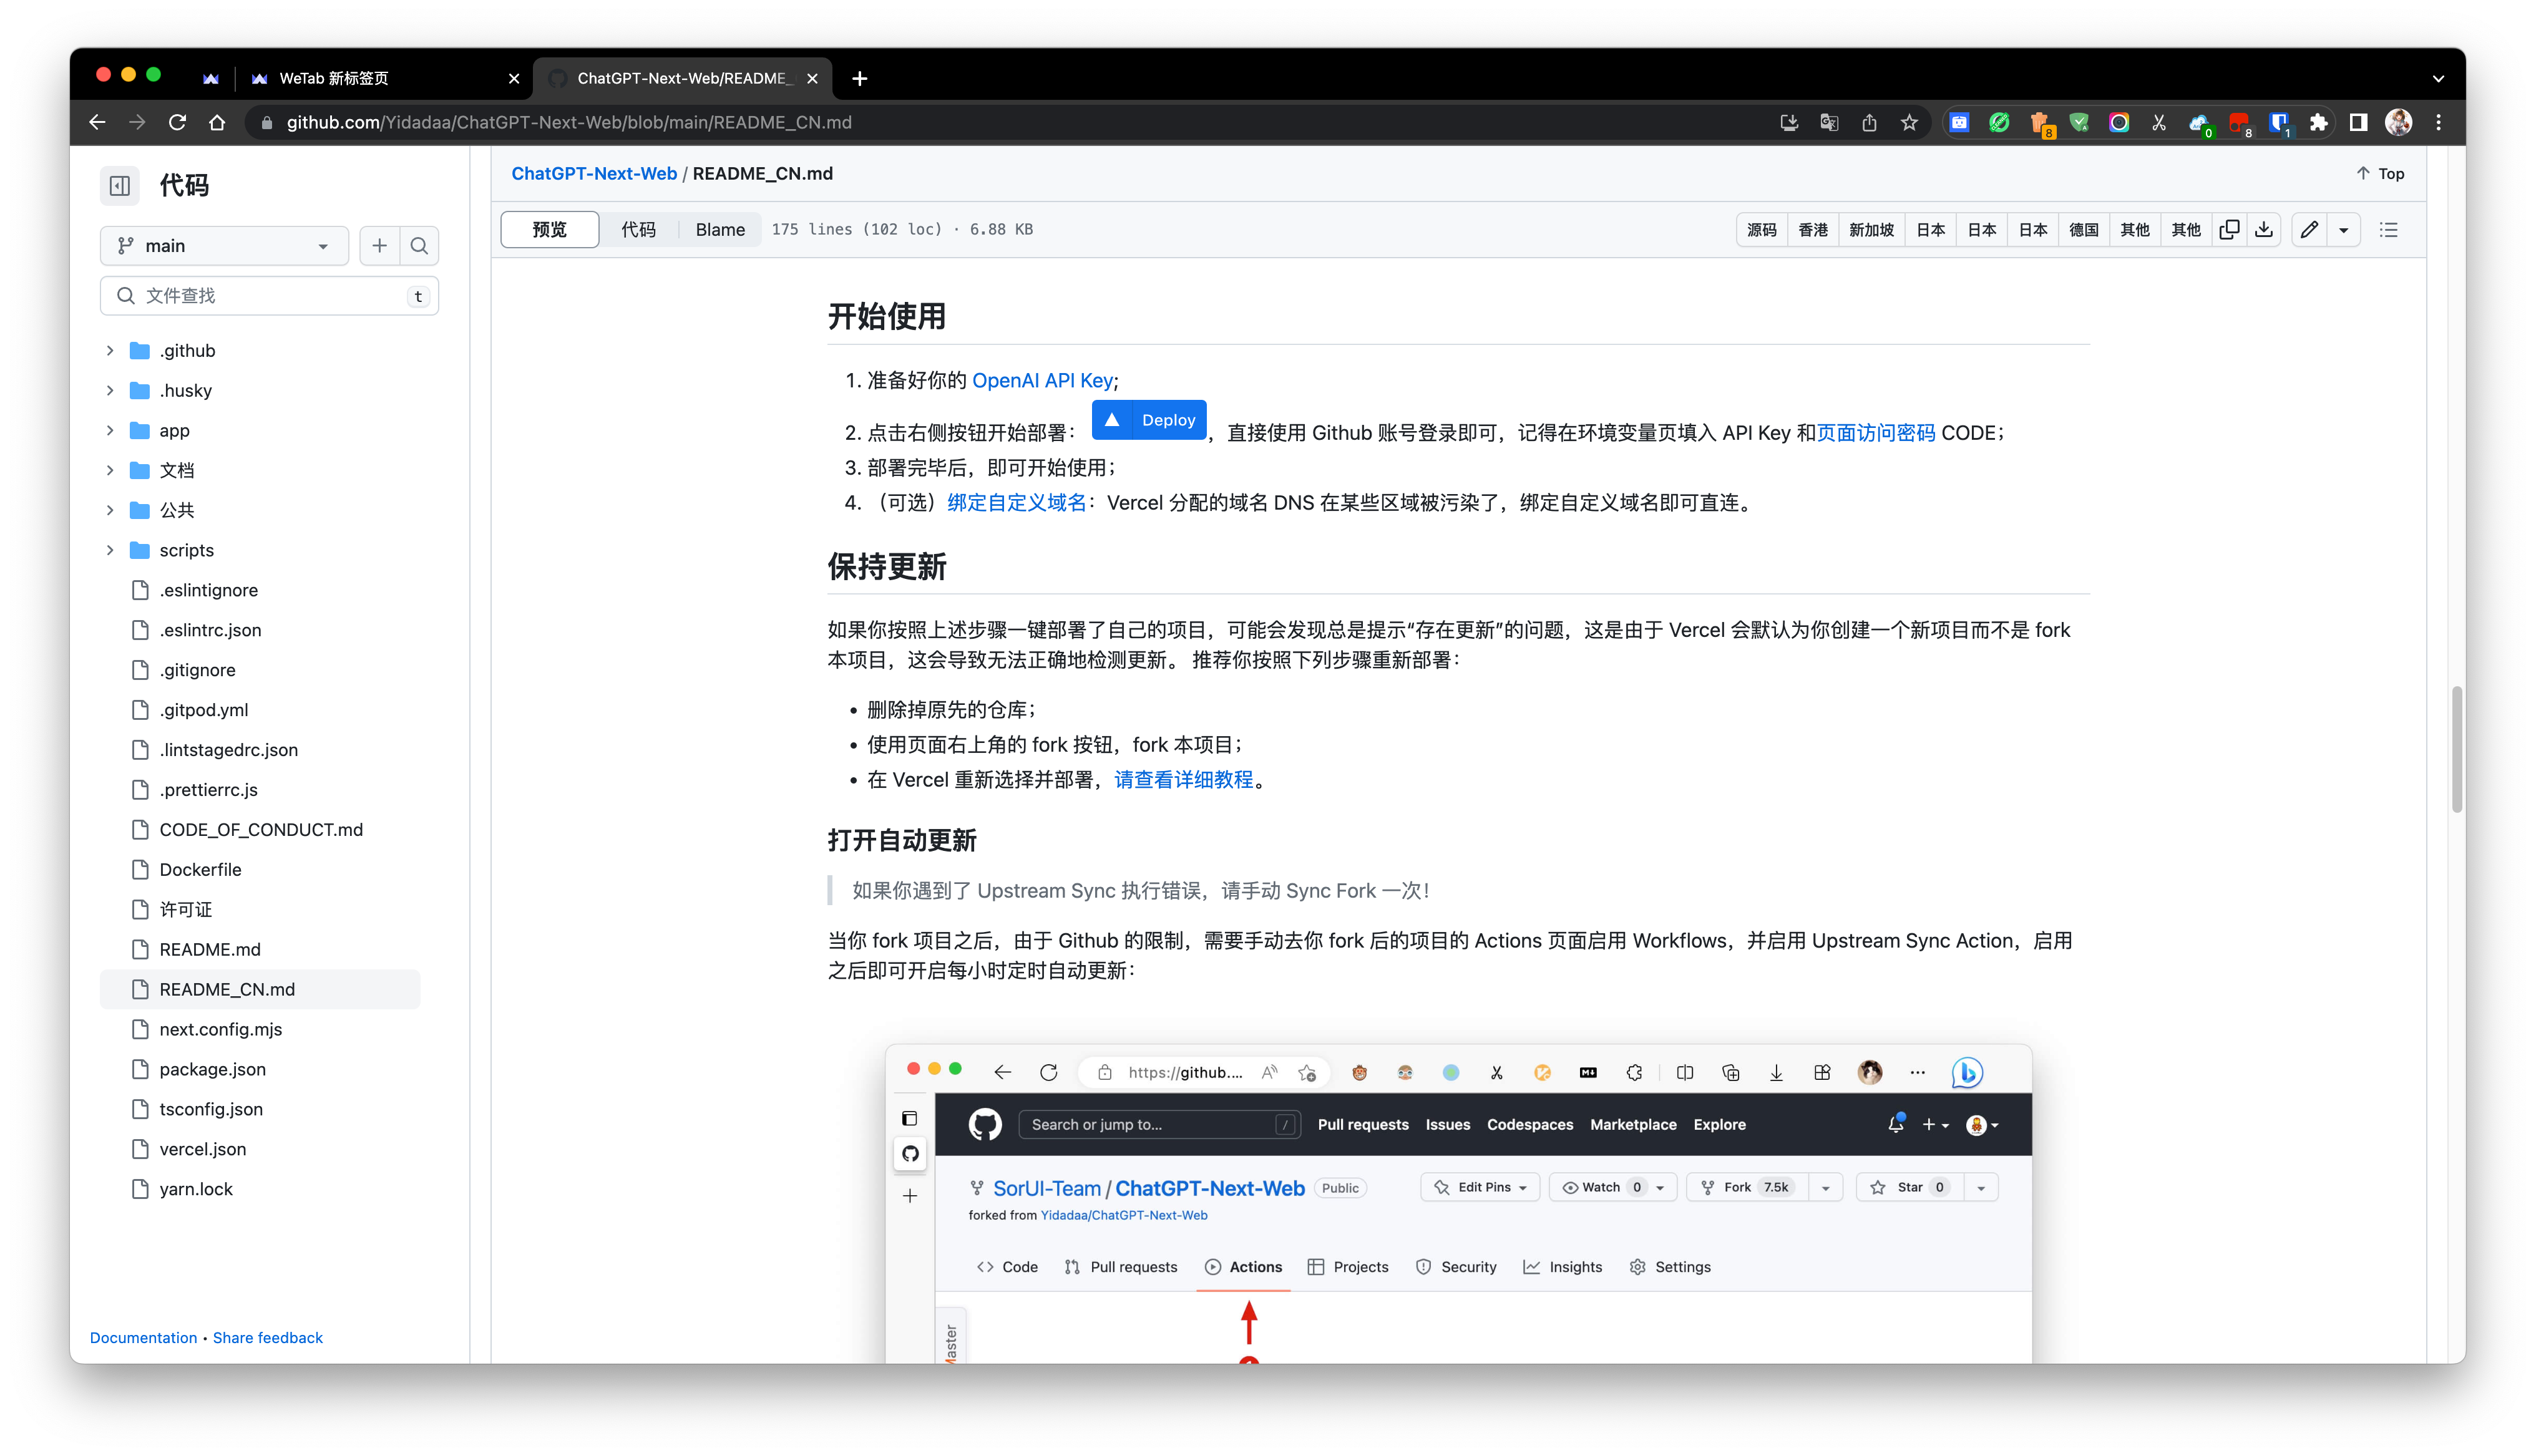 WeTab 新标签页
ChatGPT-Next-Web/README_
github.com/Yidadaa/ChatGPT-Next-Web/blob/main/README_CN.md
8
0
8
1
代码
main
文件查找
t
.github
.husky
app
文档
公共
scripts
.eslintignore
.eslintrc.json
.gitignore
.gitpod.yml
.lintstagedrc.json
.prettierrc.js
CODE_OF_CONDUCT.md
Dockerfile
许可证
README.md
README_CN.md
next.config.mjs
package.json
tsconfig.json
vercel.json
yarn.lock
Documentation • Share feedback
ChatGPT-Next-Web / README_CN.md
Top
预览 代码 Blame 175 lines (102 loc) · 6.88 KB
源码 香港 新加坡 日本 日本 日本 德国 其他 其他
开始使用
1. 准备好你的 OpenAI API Key;
2. 点击右侧按钮开始部署： Deploy ，直接使用 Github 账号登录即可，记得在环境变量页填入 API Key 和页面访问密码 CODE；
3. 部署完毕后，即可开始使用；
4. （可选）绑定自定义域名：Vercel 分配的域名 DNS 在某些区域被污染了，绑定自定义域名即可直连。
保持更新
如果你按照上述步骤一键部署了自己的项目，可能会发现总是提示“存在更新”的问题，这是由于 Vercel 会默认为你创建一个新项目而不是 fork
本项目，这会导致无法正确地检测更新。 推荐你按照下列步骤重新部署：
• 删除掉原先的仓库；
• 使用页面右上角的 fork 按钮，fork 本项目；
• 在 Vercel 重新选择并部署，请查看详细教程。
打开自动更新
如果你遇到了 Upstream Sync 执行错误，请手动 Sync Fork 一次！
当你 fork 项目之后，由于 Github 的限制，需要手动去你 fork 后的项目的 Actions 页面启用 Workflows，并启用 Upstream Sync Action，启用
之后即可开启每小时定时自动更新：
https://github....
Search or jump to... /
Pull requests Issues Codespaces Marketplace Explore
SorUI-Team / ChatGPT-Next-Web Public
Edit Pins Watch 0 Fork 7.5k Star 0
forked from Yidadaa/ChatGPT-Next-Web
Code Pull requests Actions Projects Security Insights Settings
Master